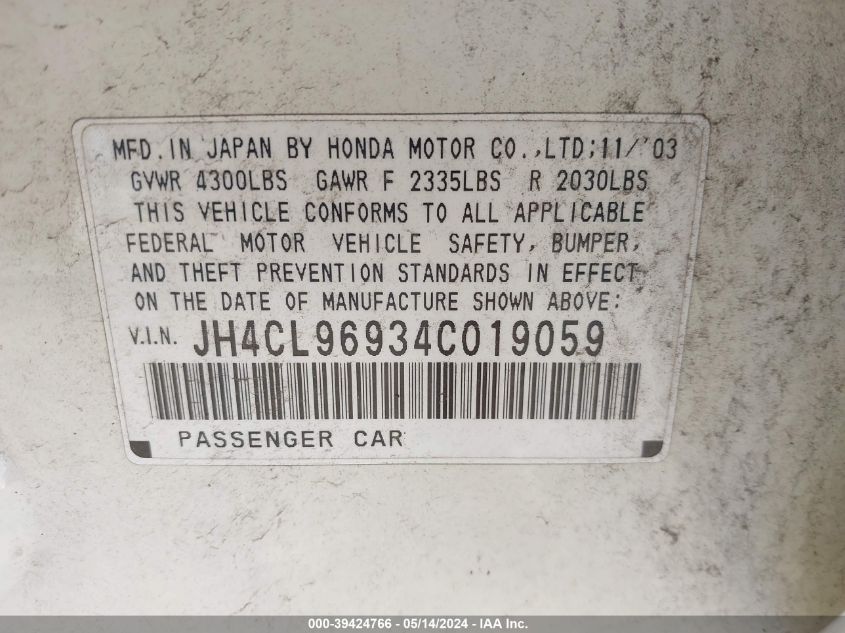 MFD. IN JAPAN BY HONDA MOTOR CO., LTD; 11/'03
GVWR 4300LBS GAWR F 2335LBS R 2030LBS
THIS VEHICLE CONFORMS TO ALL APPLICABLE
FEDERAL MOTOR VEHICLE SAFETY, BUMPER,
AND THEFT PREVENTION STANDARDS IN EFFECT
ON THE DATE OF MANUFACTURE SHOWN ABOVE:
V.I.N. JH4CL96934C019059
PASSENGER CAR
000-39424766 - 05/14/2024 - IAA Inc.